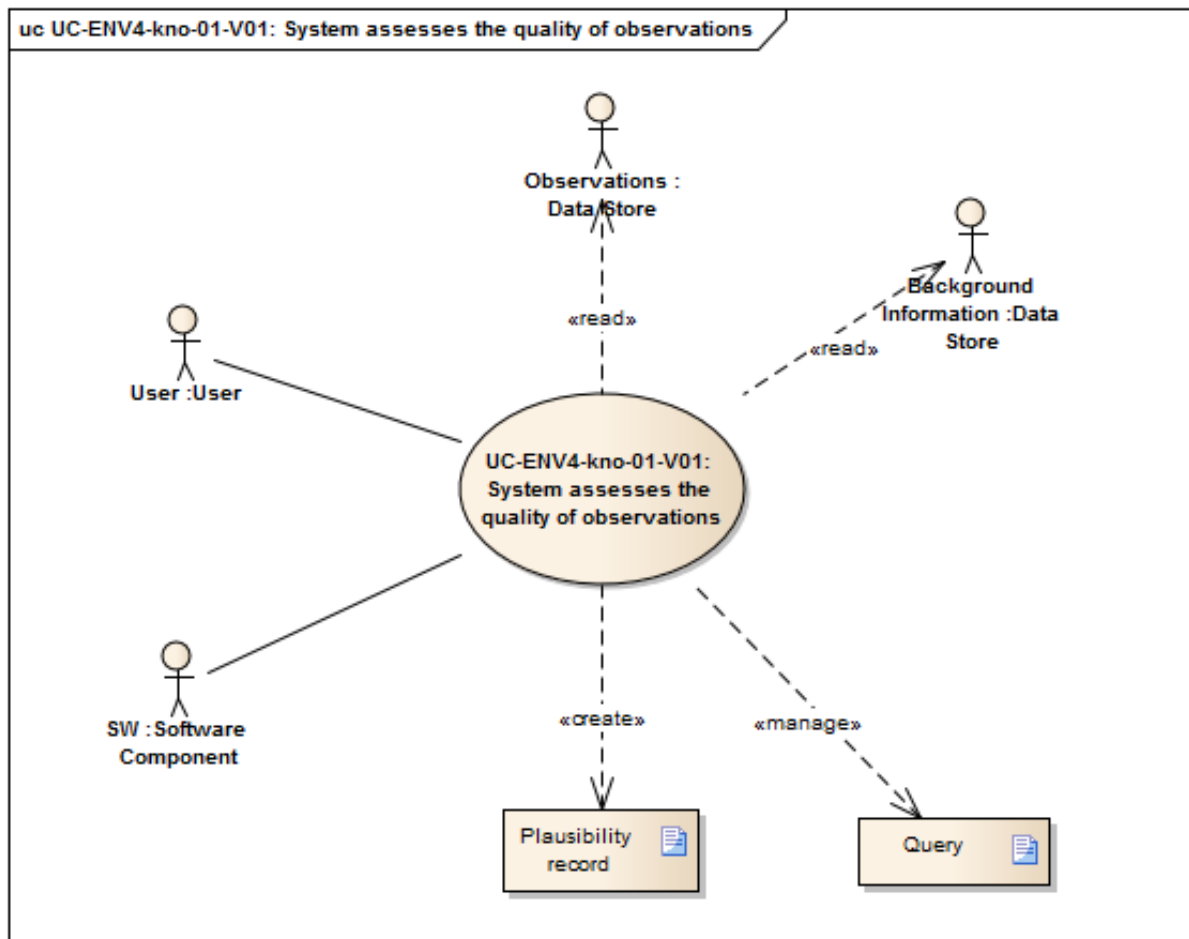 uc UC-ENV4-kno-01-V01: System assesses the quality of observations
Observations :
Data Store
Background
Information :Data
Store
«read»
«read»
User :User
UC-ENV4-kno-01-V01:
System assesses the
quality of observations
SW :Software
Component
«create»
«manage»
Plausibility
record
Query